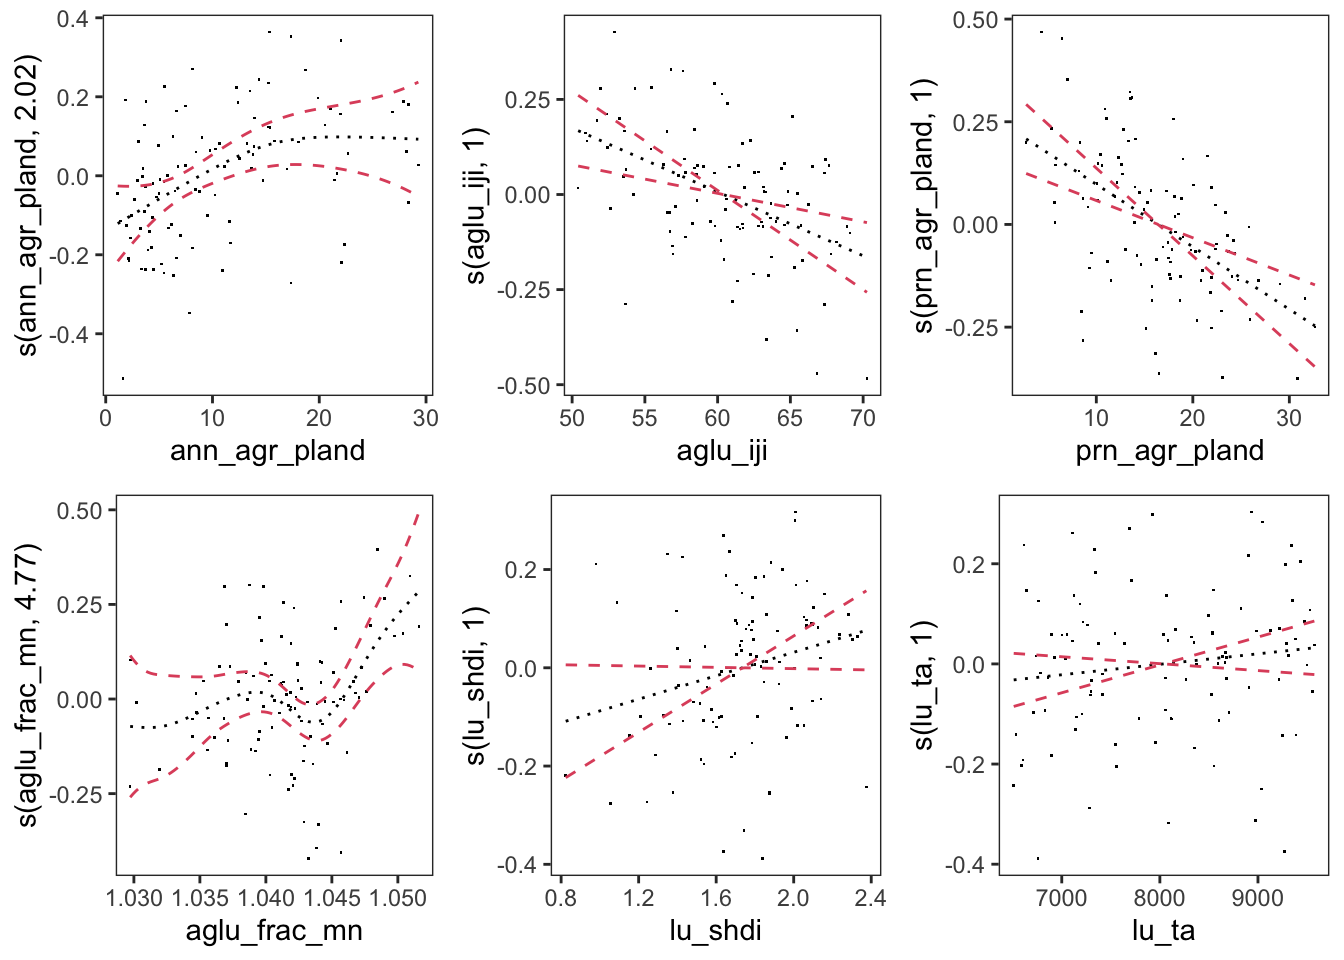 s(ann_agr_pland, 2.02)
0.4
0.2
0.0
-0.2
-0.4
0 10 20 30
ann_agr_pland
s(aglu_iji, 1)
0.25
0.00
-0.25
-0.50
50 55 60 65 70
aglu_iji
s(prn_agr_pland, 1)
0.50
0.25
0.00
-0.25
10 20 30
prn_agr_pland
s(aglu_frac_mn, 4.77)
0.50
0.25
0.00
-0.25
1.030 1.035 1.040 1.045 1.050
aglu_frac_mn
s(lu_shdi, 1)
0.2
0.0
-0.2
-0.4
0.8 1.2 1.6 2.0 2.4
lu_shdi
s(lu_ta, 1)
0.2
0.0
-0.2
-0.4
7000 8000 9000
lu_ta